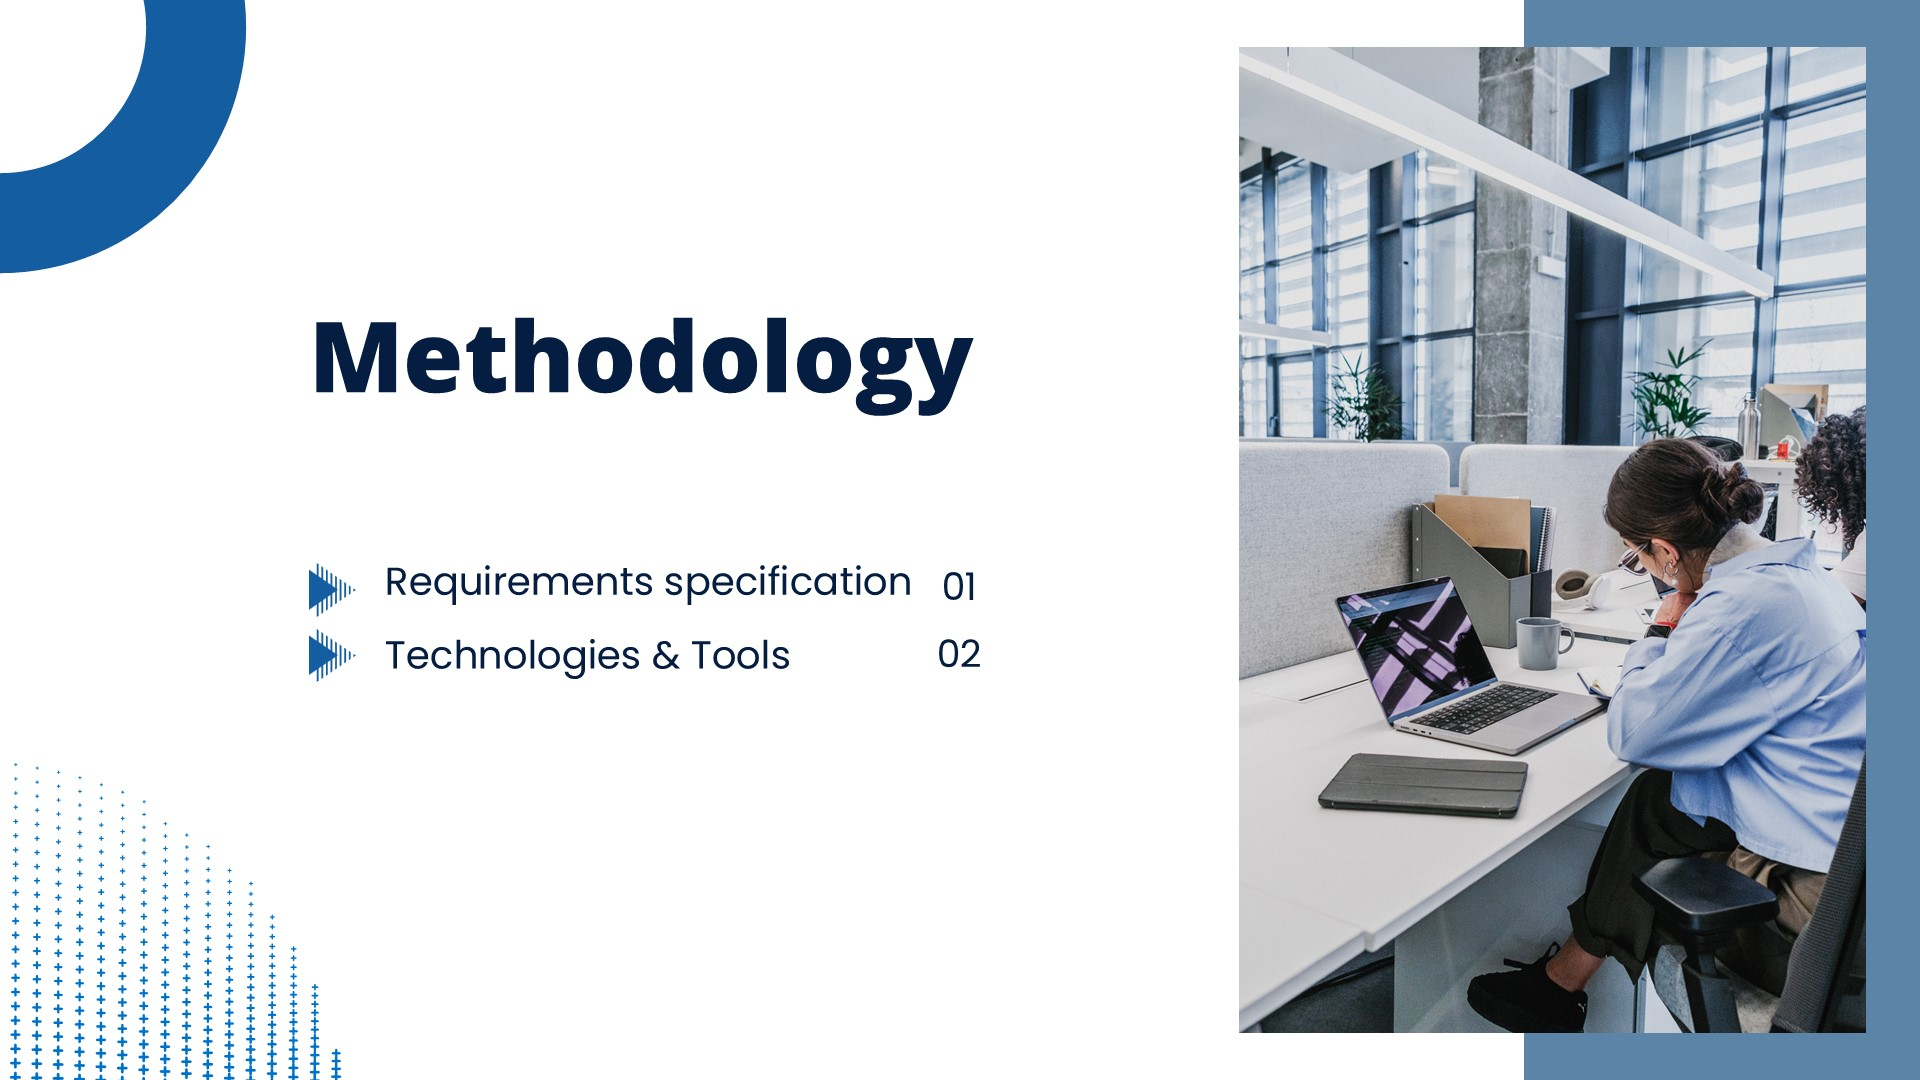 Methodology
Requirements specification 01
Technologies & Tools 02